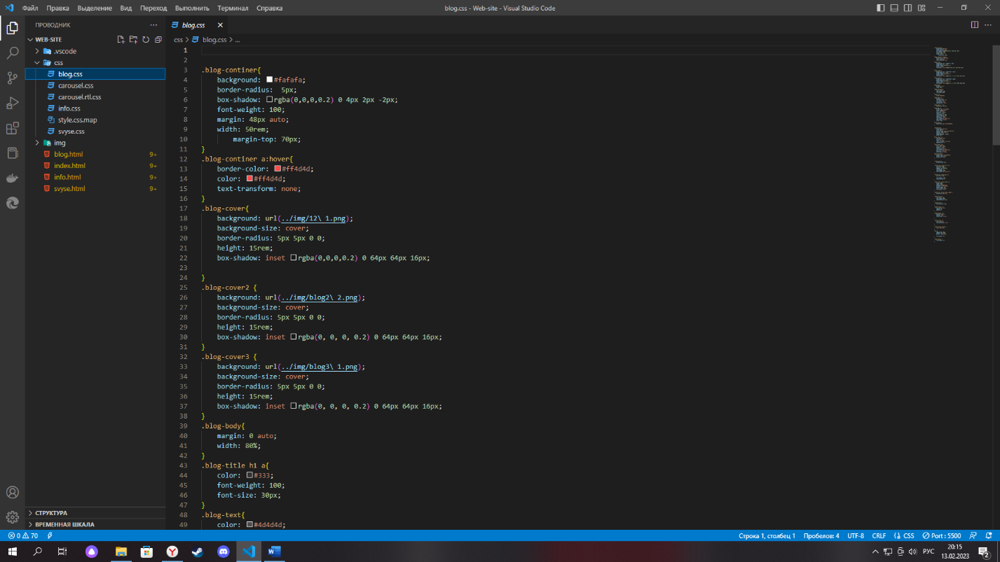 Файл Правка Выделение Вид Переход Выполнить Терминал Справка
blog.css - Web-site - Visual Studio Code
ПРОВОДНИК
blog.css
WEB-SITE
css > blog.css > ...
.vscode
css
blog.css
carousel.css
carousel.rtl.css
info.css
style.css.map
svyse.css
img
blog.html 9+
index.html 9+
info.html 9+
svyse.html 9+
СТРУКТУРА
ВРЕМЕННАЯ ШКАЛА
1
2
3 .blog-continer{
4 background: #fafafa;
5 border-radius:  5px;
6 box-shadow: rgba(0,0,0,0.2) 0 4px 2px -2px;
7 font-weight: 100;
8 margin: 48px auto;
9 width: 50rem;
10 margin-top: 70px;
11 }
12 .blog-continer a:hover{
13 border-color: #ff4d4d;
14 color: #ff4d4d;
15 text-transform: none;
16 }
17 .blog-cover{
18 background: url(../img/12\ 1.png);
19 background-size: cover;
20 border-radius: 5px 5px 0 0;
21 height: 15rem;
22 box-shadow: inset rgba(0,0,0,0.2) 0 64px 64px 16px;
23
24 }
25 .blog-cover2 {
26 background: url(../img/blog2\ 2.png);
27 background-size: cover;
28 border-radius: 5px 5px 0 0;
29 height: 15rem;
30 box-shadow: inset rgba(0, 0, 0, 0.2) 0 64px 64px 16px;
31 }
32 .blog-cover3 {
33 background: url(../img/blog3\ 1.png);
34 background-size: cover;
35 border-radius: 5px 5px 0 0;
36 height: 15rem;
37 box-shadow: inset rgba(0, 0, 0, 0.2) 0 64px 64px 16px;
38 }
39 .blog-body{
40 margin: 0 auto;
41 width: 80%;
42 }
43 .blog-title h1 a{
44 color: #333;
45 font-weight: 100;
46 font-size: 30px;
47 }
48 .blog-text{
49 color: #4d4d4d;
0 70
Строка 1, столбец 1 Пробелов: 4 UTF-8 CRLF CSS Port : 5500
РУС
20:15
13.02.2023
2